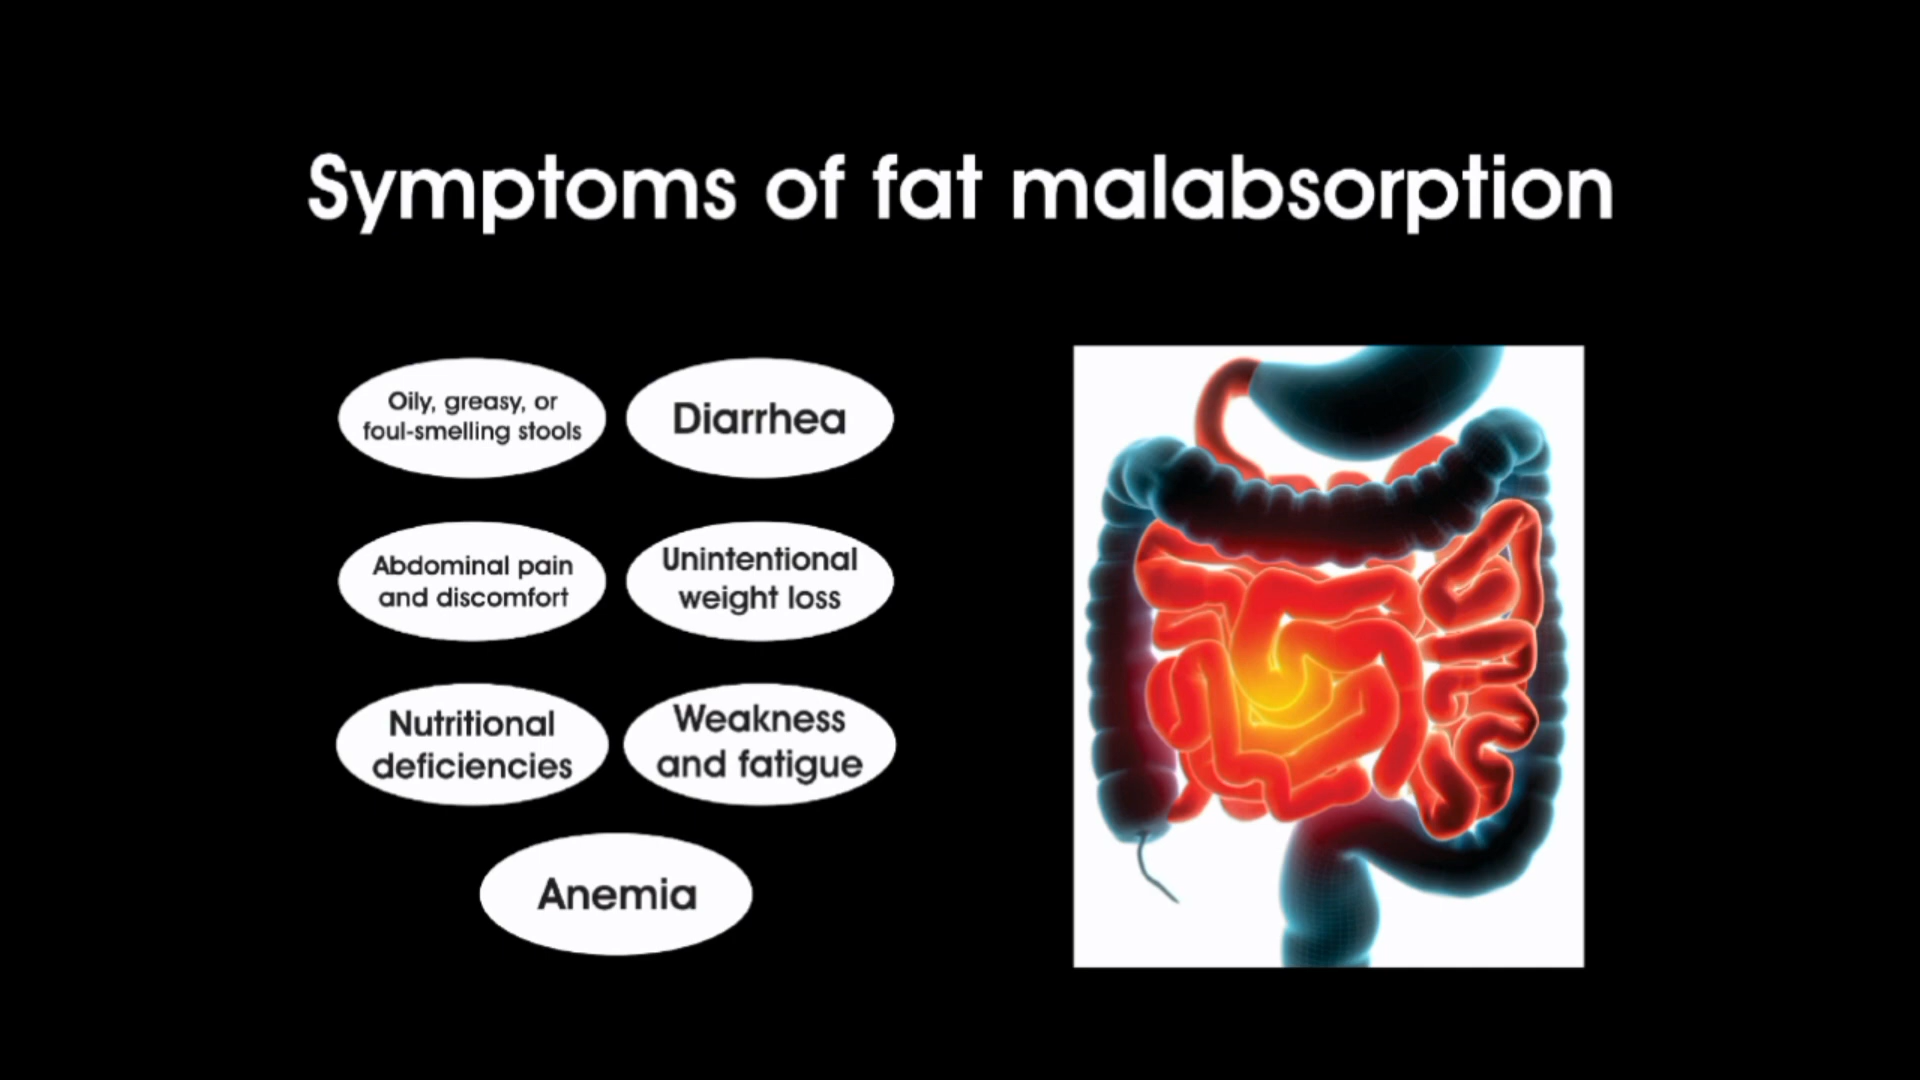 Symptoms of fat malabsorption
Oily, greasy, or
foul-smelling stools
Diarrhea
Abdominal pain
and discomfort
Unintentional
weight loss
Nutritional
deficiencies
Weakness
and fatigue
Anemia